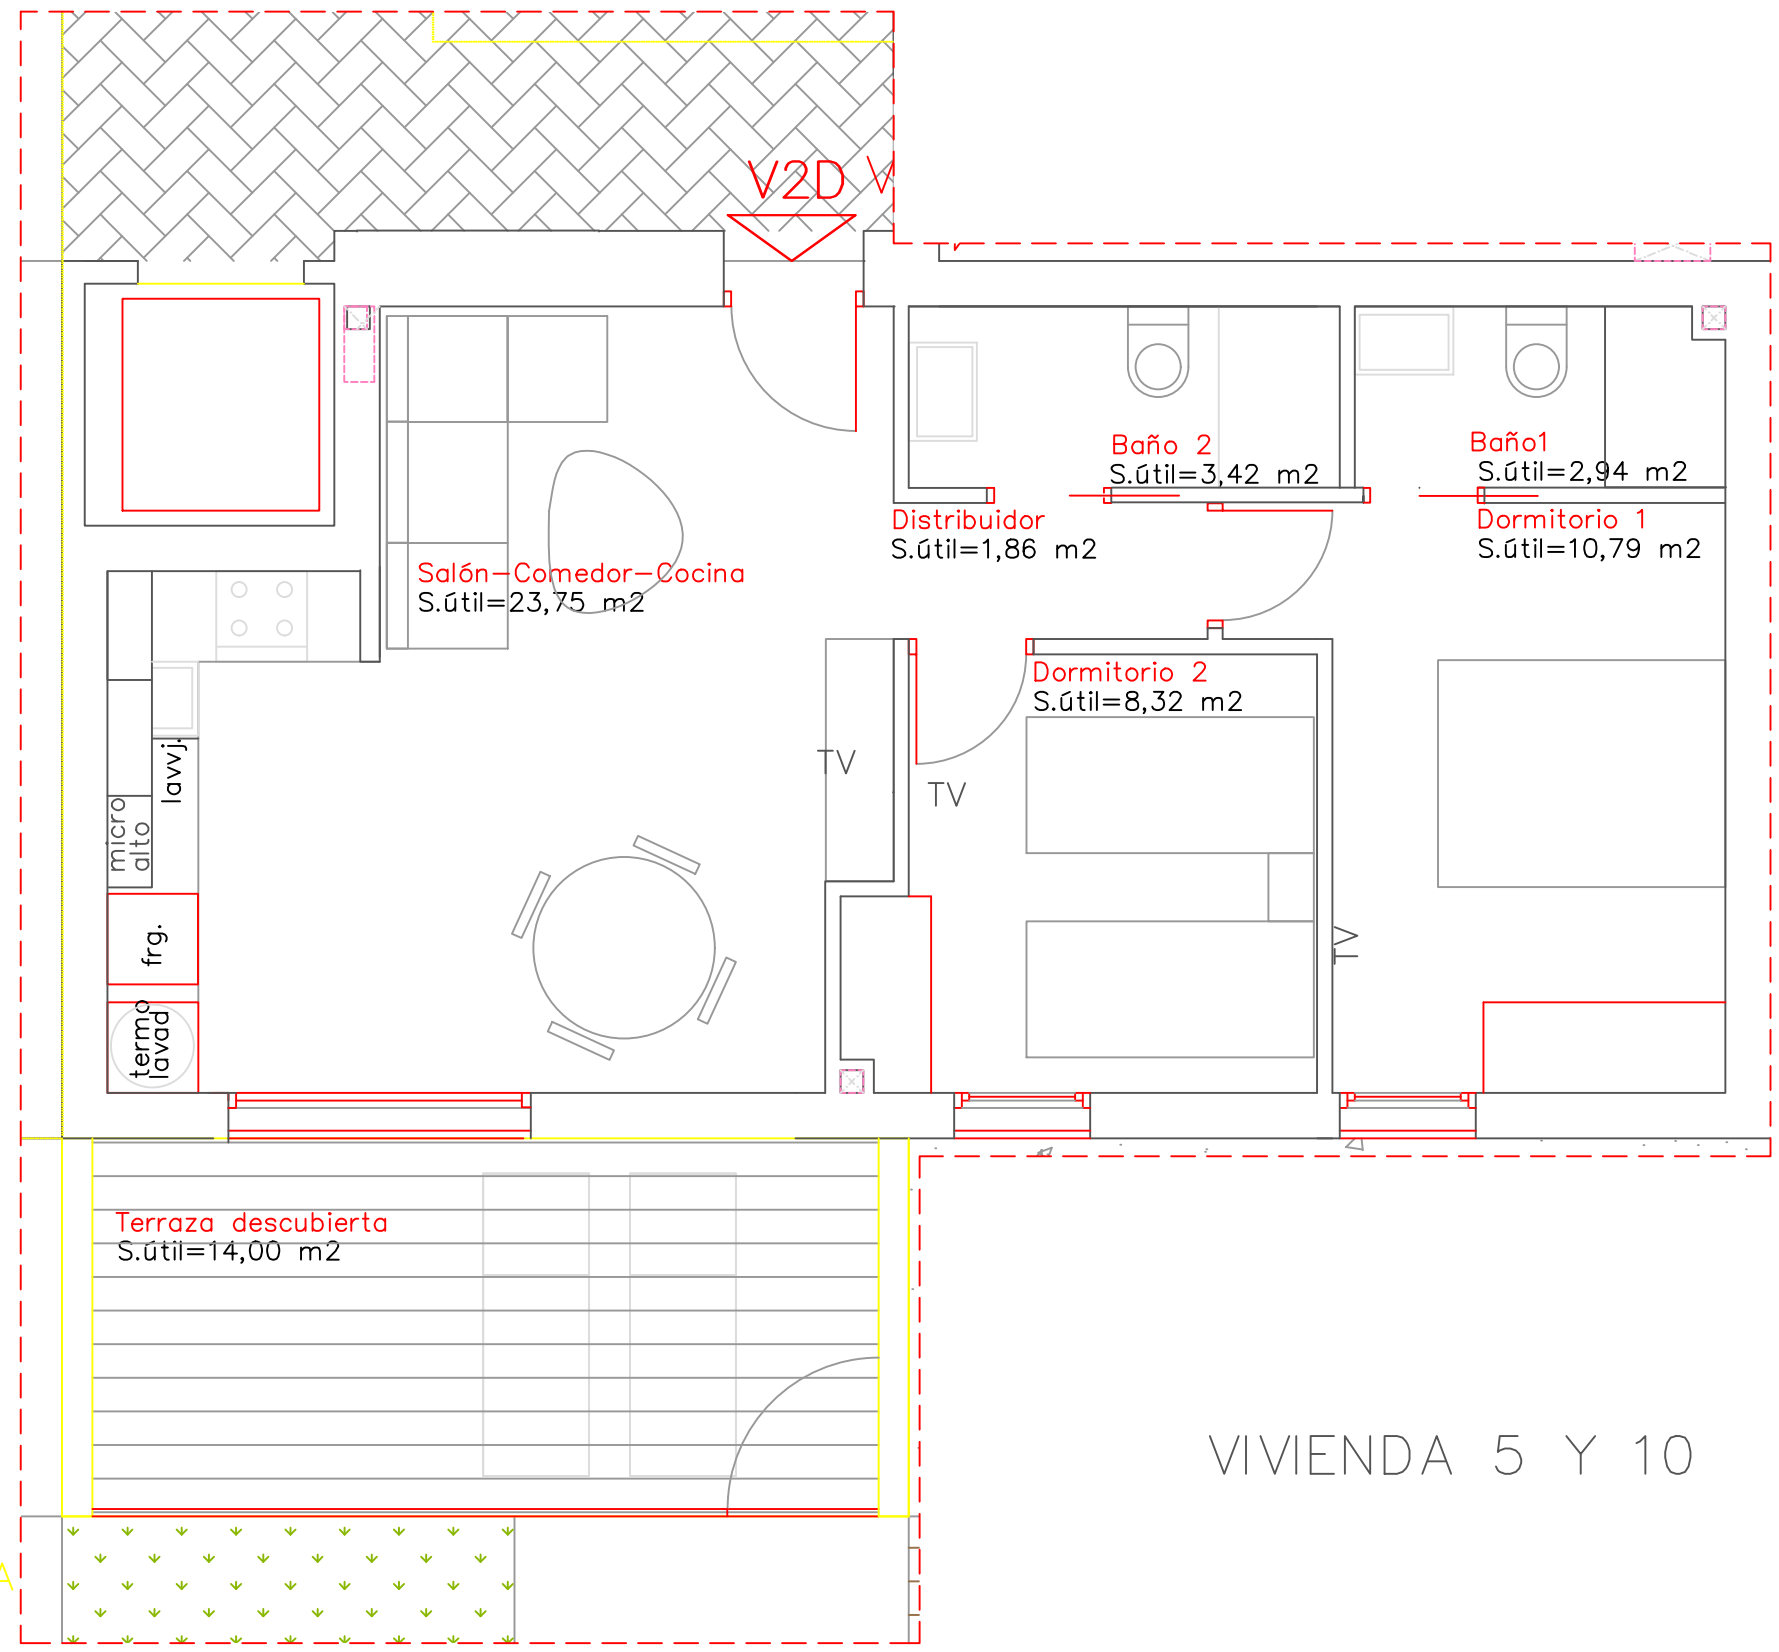 V2D V
Baño 2
S.útil=3,42 m2
Baño1
S.útil=2,94 m2
Distribuidor
S.útil=1,86 m2
Dormitorio 1
S.útil=10,79 m2
Salón-Comedor-Cocina
S.útil=23,75 m2
Dormitorio 2
S.útil=8,32 m2
lavvj.
TV
TV
micro
alto
frg.
TV
termo
lavad
Terraza descubierta
S.útil=14,00 m2
VIVIENDA 5 Y 10
A